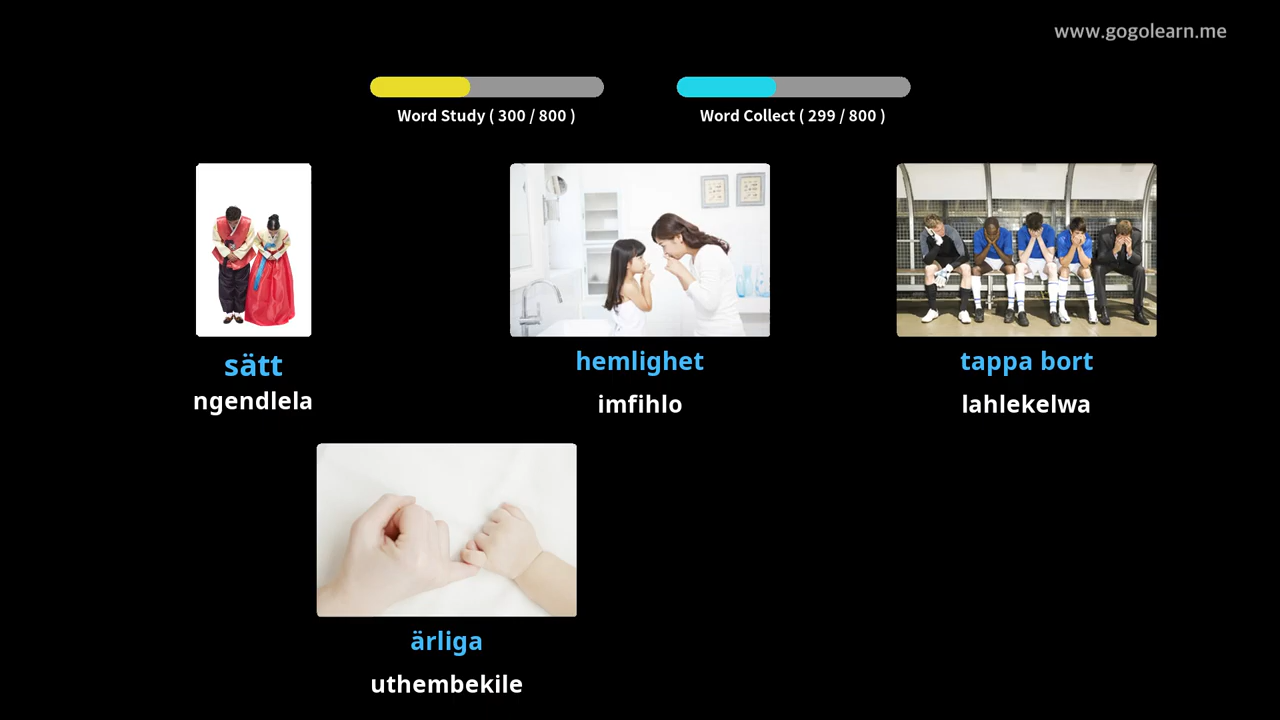 www.gogolearn.me
Word Study ( 300 / 800 )
Word Collect ( 299 / 800 )
sätt
ngendlela
hemlighet
imfihlo
tappa bort
lahlekelwa
ärliga
uthembekile